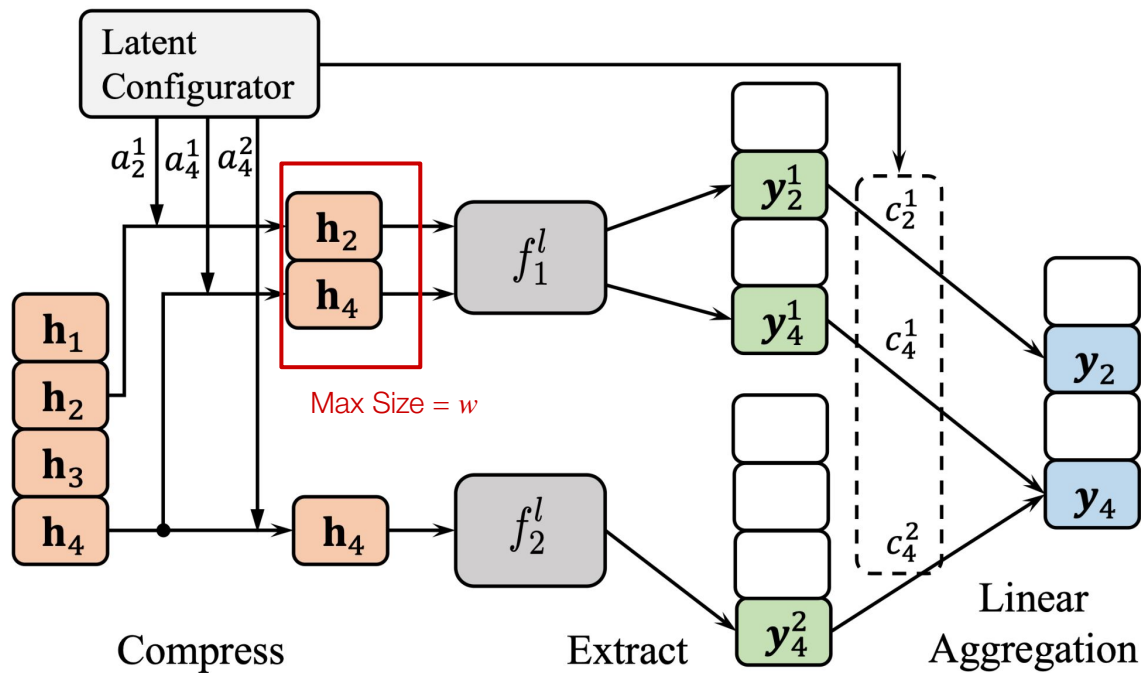 Latent
Configurator
a_2^1 a_4^1 a_4^2
h_2
h_4
f_1^l
y_2^1
y_4^1
c_2^1
c_4^1
c_4^2
Max Size = w
h_1
h_2
h_3
h_4
h_4
f_2^l
y_4^2
y_2
y_4
Compress
Extract
Linear
Aggregation